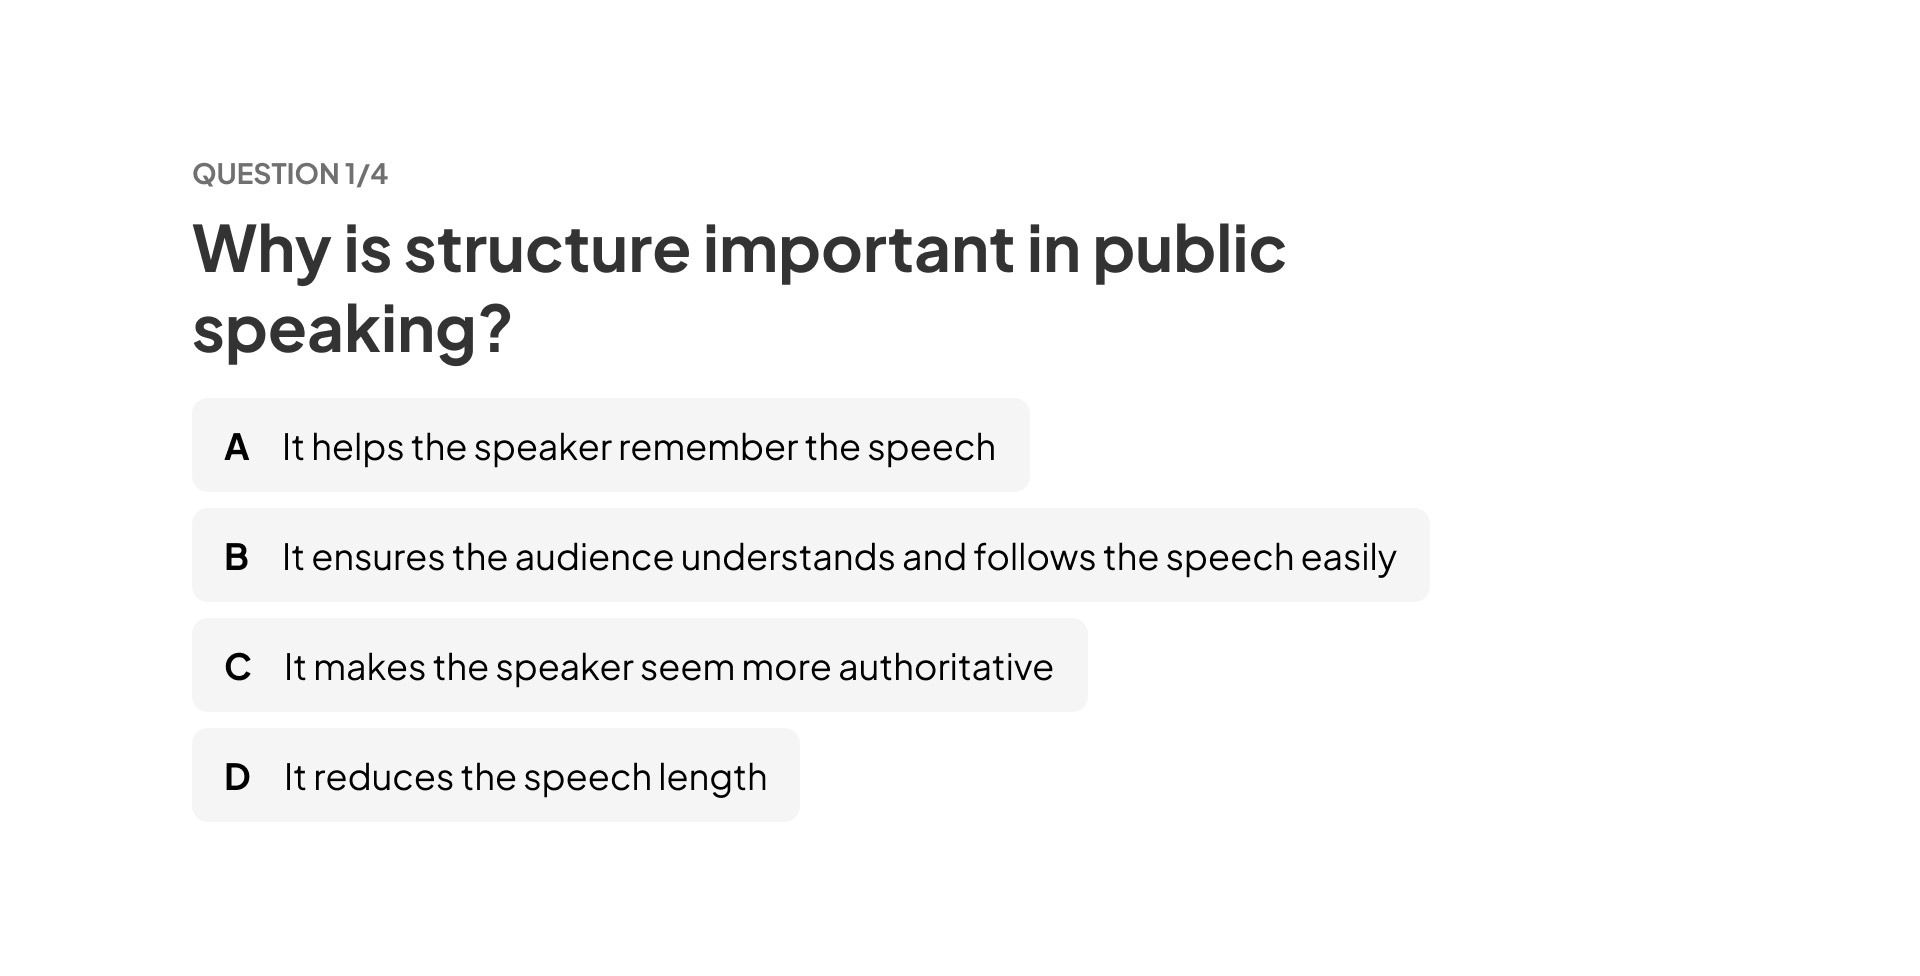 QUESTION 1/4
Why is structure important in public
speaking?
A It helps the speaker remember the speech
B It ensures the audience understands and follows the speech easily
C It makes the speaker seem more authoritative
D It reduces the speech length